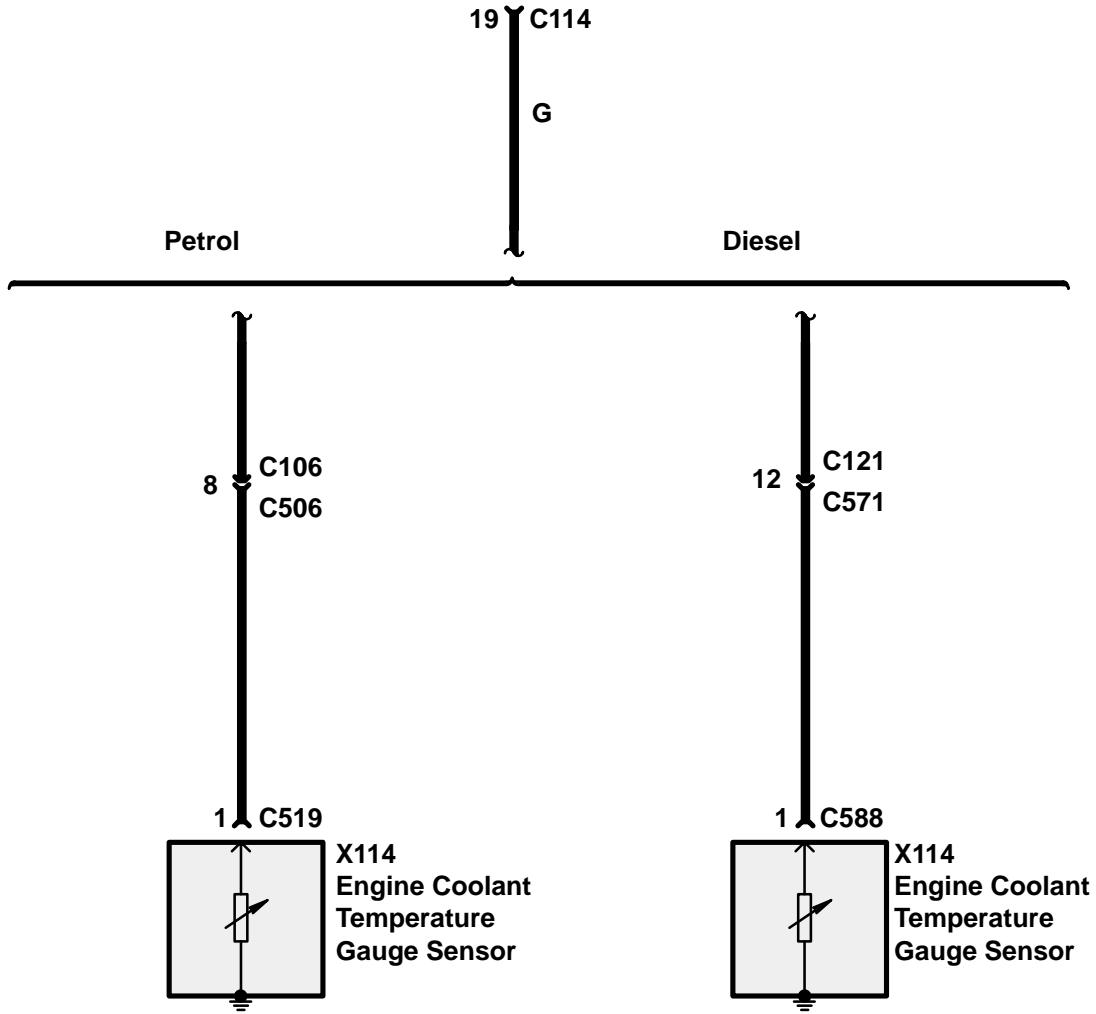 19 C114
G
Petrol
Diesel
8
C106
C506
12
C121
C571
1 C519
X114
Engine Coolant
Temperature
Gauge Sensor
1 C588
X114
Engine Coolant
Temperature
Gauge Sensor